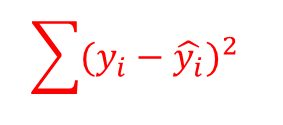 ∑(yᵢ − ŷᵢ)²